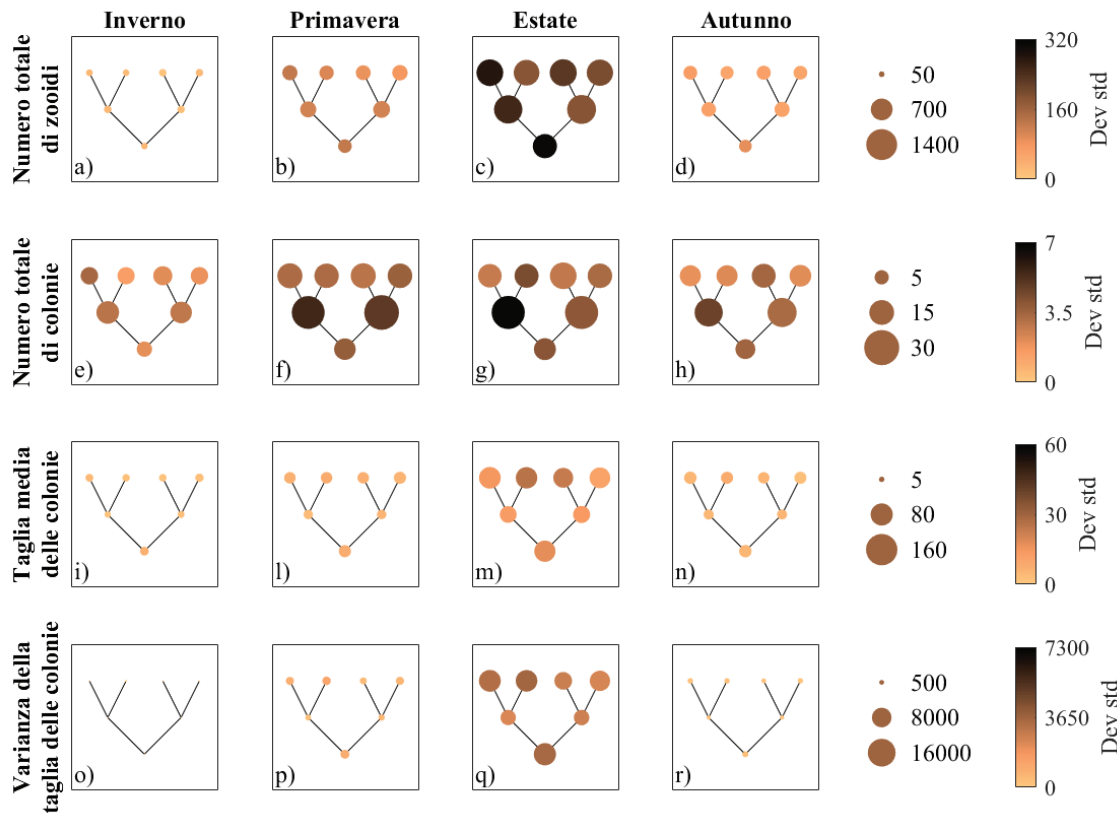 Inverno
Primavera
Estate
Autunno
Numero totale
di zooidi
a)
b)
c)
d)
50
700
1400
320
160
0
Dev std
Numero totale
di colonie
e)
f)
g)
h)
5
15
30
7
3.5
0
Dev std
Taglia media
delle colonie
i)
l)
m)
n)
5
80
160
60
30
0
Dev std
Varianza della
taglia delle colonie
o)
p)
q)
r)
500
8000
16000
7300
3650
0
Dev std